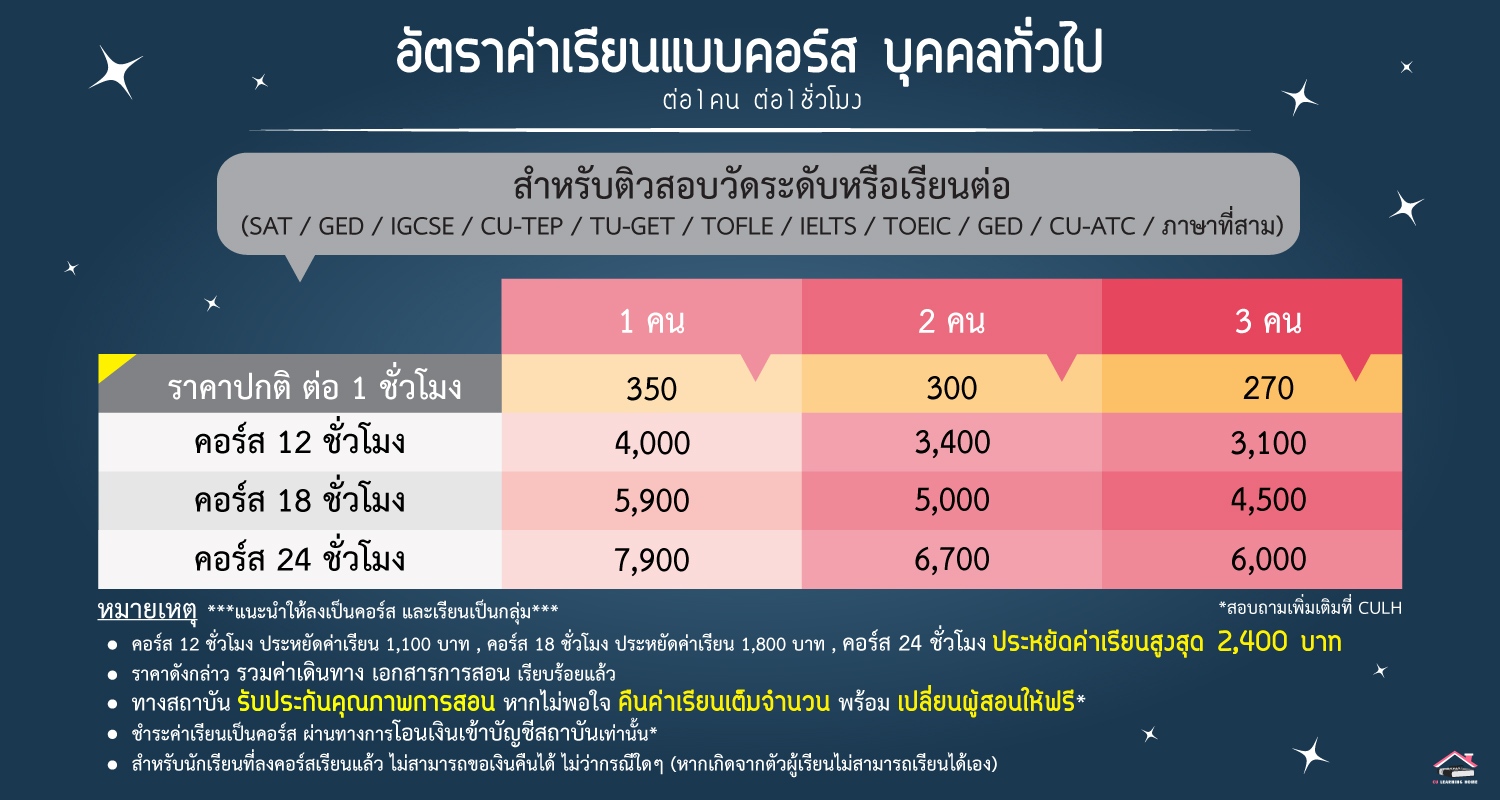 อัตราค่าเรียนแบบคอร์ส บุคคลทั่วไป
ต่อ1คน ต่อ1ชั่วโมง
สำหรับติวสอบวัดระดับหรือเรียนต่อ
(SAT / GED / IGCSE / CU-TEP / TU-GET / TOFLE / IELTS / TOEIC / GED / CU-ATC / ภาษาที่สาม)
1 คน 2 คน 3 คน
ราคาปกติ ต่อ 1 ชั่วโมง 350 300 270
คอร์ส 12 ชั่วโมง 4,000 3,400 3,100
คอร์ส 18 ชั่วโมง 5,900 5,000 4,500
คอร์ส 24 ชั่วโมง 7,900 6,700 6,000
หมายเหตุ ***แนะนำให้ลงเป็นคอร์ส และเรียนเป็นกลุ่ม*** *สอบถามเพิ่มเติมที่ CULH
• คอร์ส 12 ชั่วโมง ประหยัดค่าเรียน 1,100 บาท , คอร์ส 18 ชั่วโมง ประหยัดค่าเรียน 1,800 บาท , คอร์ส 24 ชั่วโมง ประหยัดค่าเรียนสูงสุด 2,400 บาท
• ราคาดังกล่าว รวมค่าเดินทาง เอกสารการสอน เรียบร้อยแล้ว
• ทางสถาบัน รับประกันคุณภาพการสอน หากไม่พอใจ คืนค่าเรียนเต็มจำนวน พร้อม เปลี่ยนผู้สอนให้ฟรี*
• ชำระค่าเรียนเป็นคอร์ส ผ่านทางการโอนเงินเข้าบัญชีสถาบันเท่านั้น*
• สำหรับนักเรียนที่ลงคอร์สเรียนแล้ว ไม่สามารถขอเงินคืนได้ ไม่ว่ากรณีใดๆ (หากเกิดจากตัวผู้เรียนไม่สามารถเรียนได้เอง)
CU LEARNING HOME